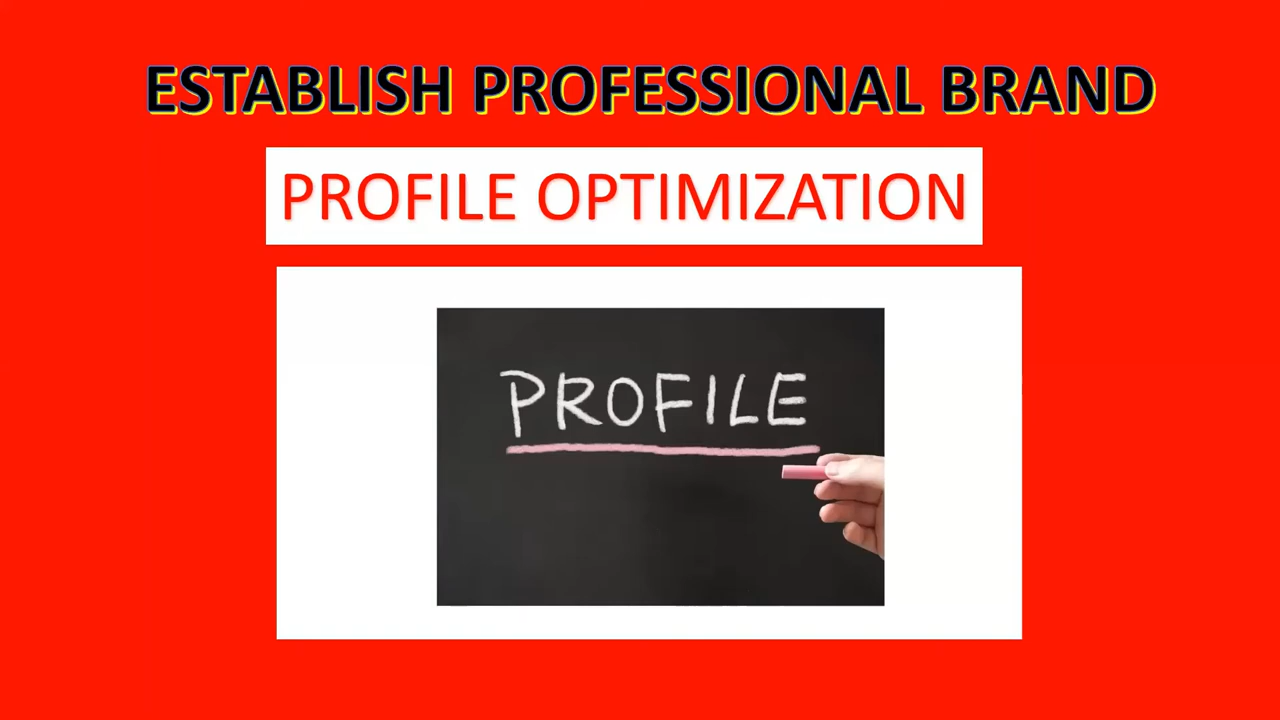 ESTABLISH PROFESSIONAL BRAND
PROFILE OPTIMIZATION
PROFILE